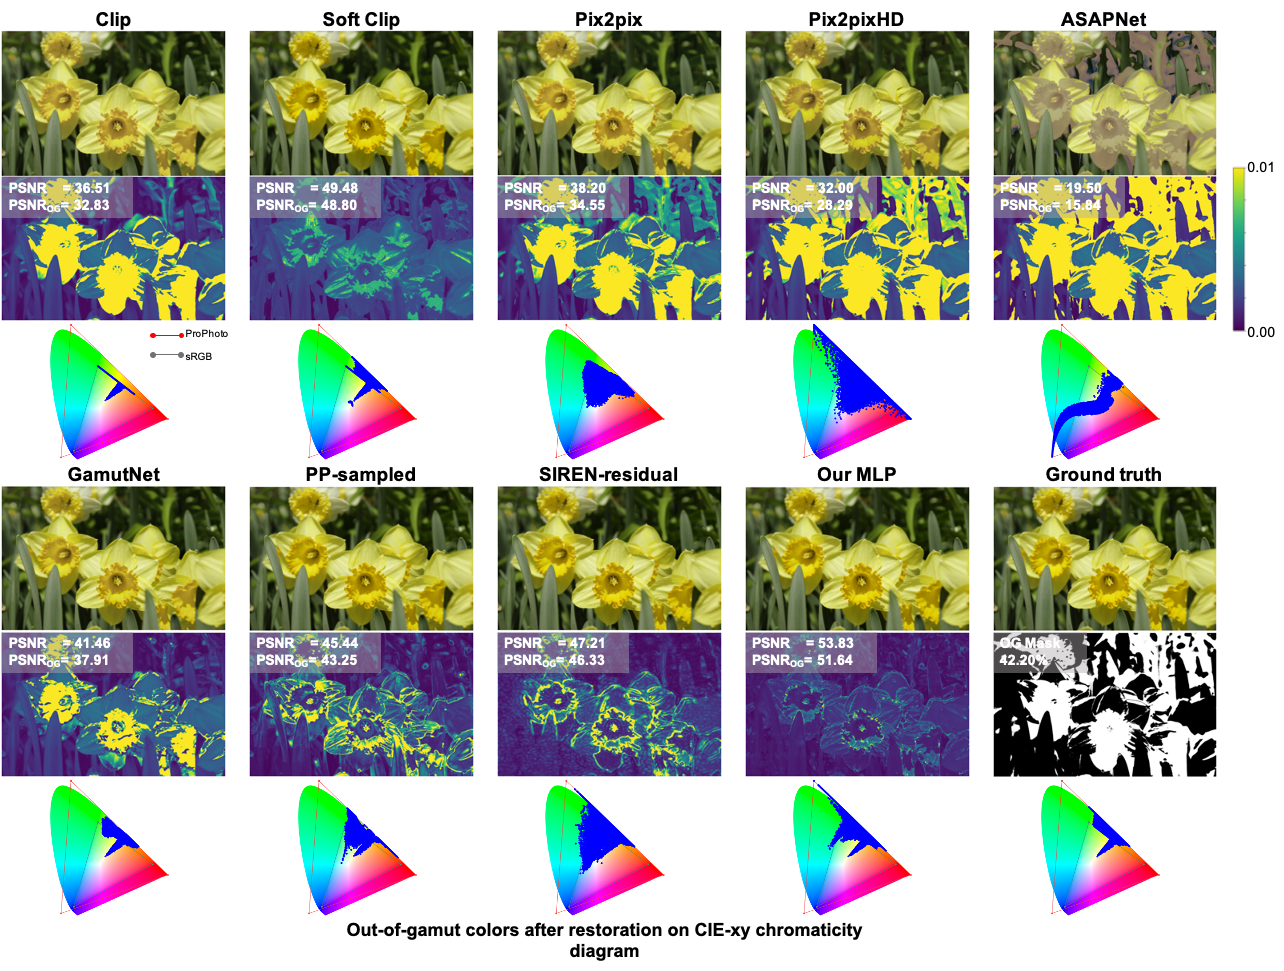 Clip
Soft Clip
Pix2pix
Pix2pixHD
ASAPNet
PSNR = 36.51
PSNROG= 32.83
PSNR = 49.48
PSNROG= 48.80
PSNR = 38.20
PSNROG= 34.55
PSNR = 32.00
PSNROG= 28.29
PSNR = 19.50
PSNROG= 15.84
0.01
0.00
ProPhoto
sRGB
GamutNet
PP-sampled
SIREN-residual
Our MLP
Ground truth
PSNR = 41.46
PSNROG= 37.91
PSNR = 45.44
PSNROG= 43.25
PSNR = 47.21
PSNROG= 46.33
PSNR = 53.83
PSNROG= 51.64
OG Mask
42.20%
Out-of-gamut colors after restoration on CIE-xy chromaticity
diagram